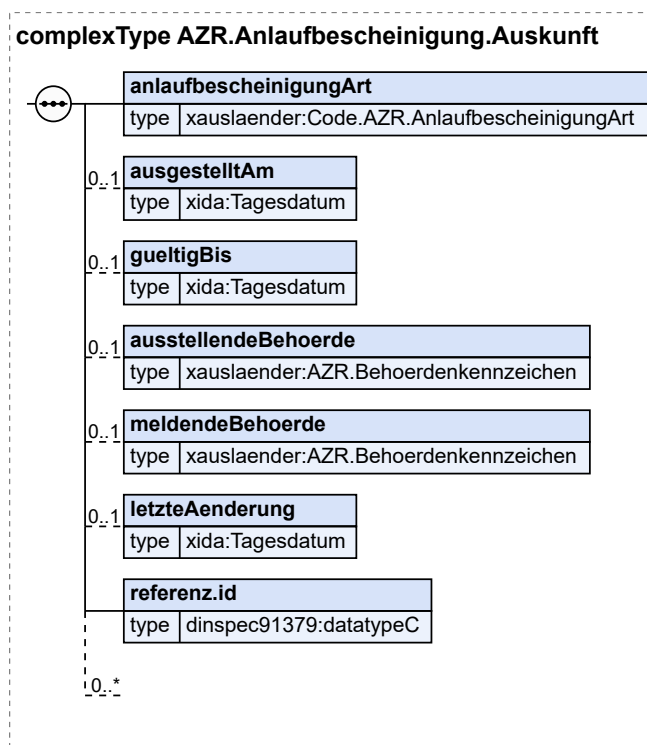 complexType AZR.Anlaufbescheinigung.Auskunft
anlaufbescheinigungArt
type xauslaender:Code.AZR.AnlaufbescheinigungArt
0..1 ausgestelltAm
type xida:Tagesdatum
0..1 gueltigBis
type xida:Tagesdatum
0..1 ausstellendeBehoerde
type xauslaender:AZR.Behoerdenkennzeichen
0..1 meldendeBehoerde
type xauslaender:AZR.Behoerdenkennzeichen
0..1 letzteAenderung
type xida:Tagesdatum
referenz.id
type dinspec91379:datatypeC
0..*